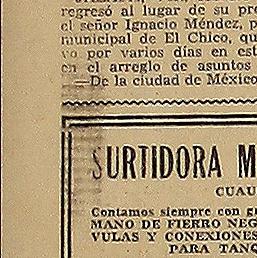 regresó al lugar de su pro
el señor Ignacio Méndez, p
municipal de El Chico, qu
vo por varios días en est
en el arreglo de asuntos
—De la ciudad de México
SURTIDORA M
CUAU
Contamos siempre con gr
MANO DE FIERRO NEG
VULAS Y CONEXIONES
PARA TANQ